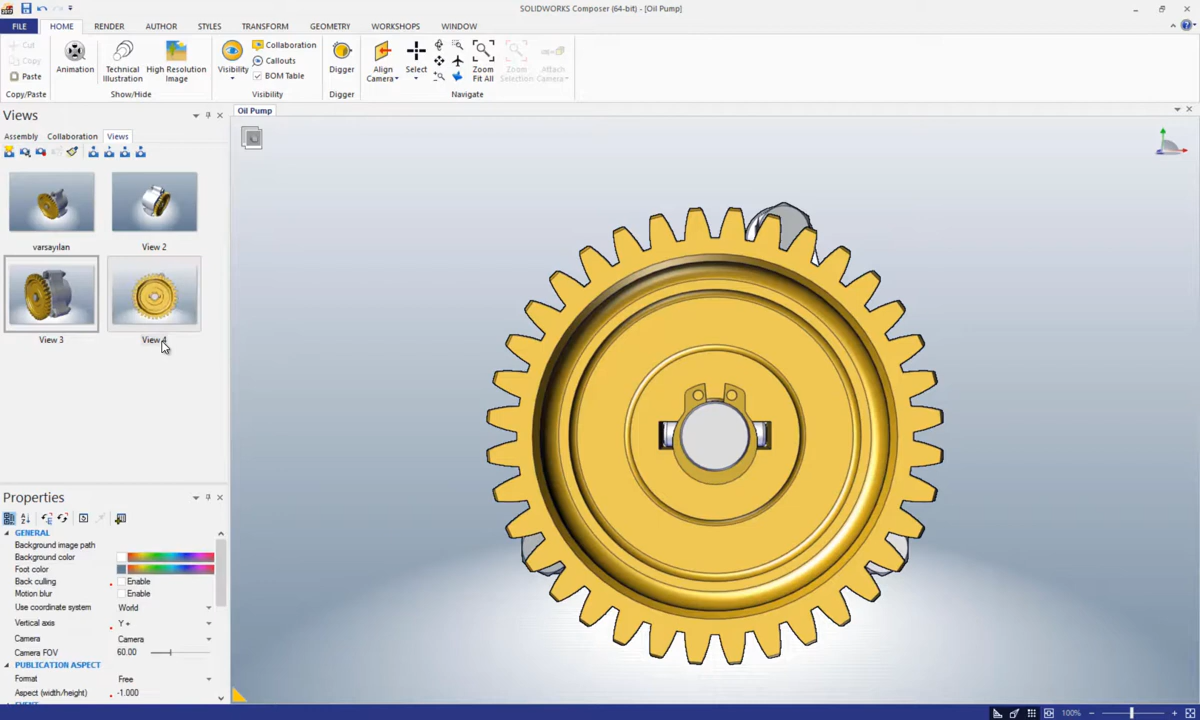 SOLIDWORKS Composer (64-bit) - [Oil Pump]
FILE HOME RENDER AUTHOR STYLES TRANSFORM GEOMETRY WORKSHOPS WINDOW
Cut
Copy
Paste
Copy/Paste
Animation
Technical Illustration
High Resolution Image
Show/Hide
Visibility
Collaboration
Callouts
BOM Table
Visibility
Digger
Digger
Align Camera
Select
Zoom Fit All
Zoom Selection
Attach Camera
Navigate
Views
Assembly Collaboration Views
varsayılan View 2
View 3 View 4
Oil Pump
Properties
GENERAL
Background image path
Background color
Foot color
Back culling Enable
Motion blur Enable
Use coordinate system World
Vertical axis Y +
Camera Camera
Camera FOV 60.00
PUBLICATION ASPECT
Format Free
Aspect (width/height) -1.000
100%